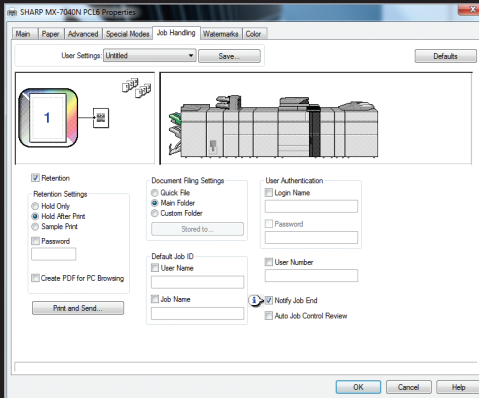 SHARP MX-7040N PCL6 Properties
Main Paper Advanced Special Modes Job Handling Watermarks Color
User Settings: Untitled Save... Defaults
1
Retention
Retention Settings
Hold Only
Hold After Print
Sample Print
Password
Create PDF for PC Browsing
Print and Send...
Document Filing Settings
Quick File
Main Folder
Custom Folder
Stored to...
Default Job ID
User Name
Job Name
User Authentication
Login Name
Password
User Number
Notify Job End
Auto Job Control Review
OK Cancel Help